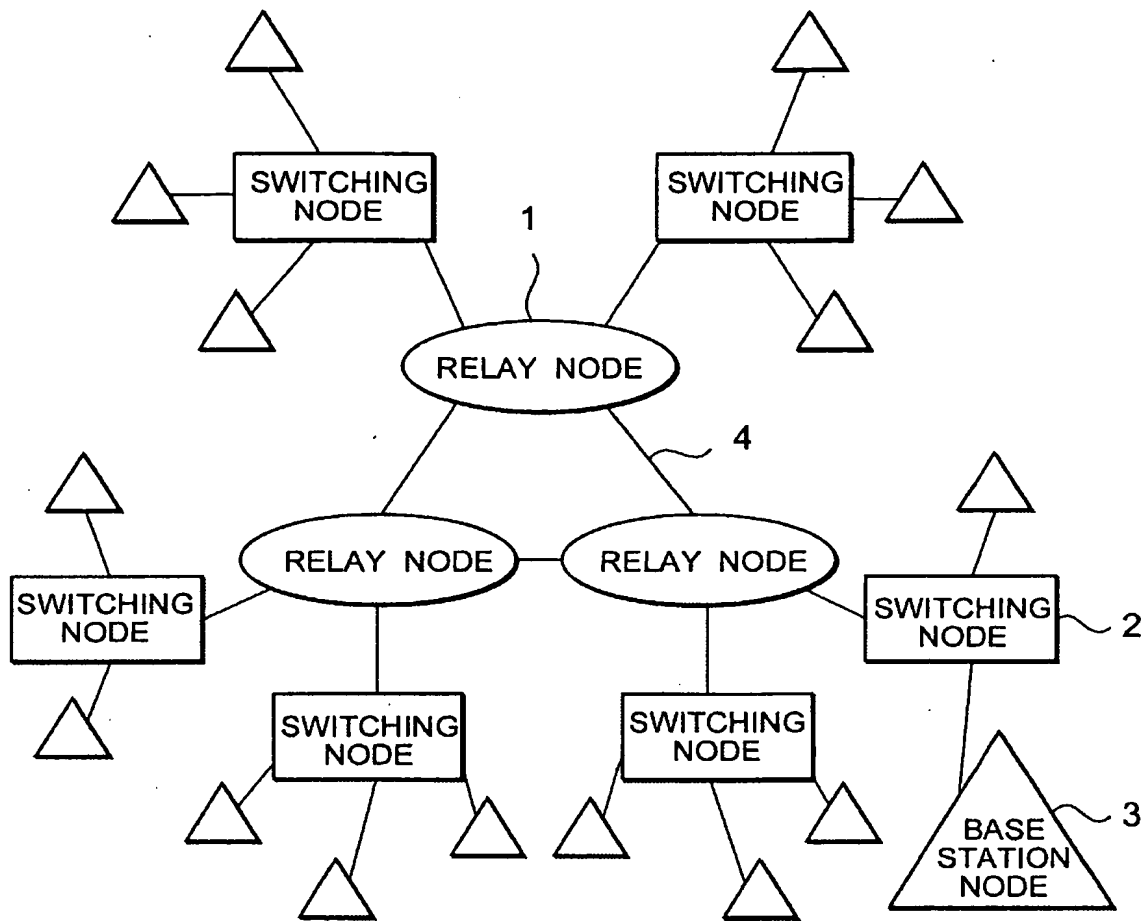 SWITCHING
NODE
SWITCHING
NODE
1
RELAY NODE
4
RELAY NODE
RELAY NODE
SWITCHING
NODE
SWITCHING
NODE
2
SWITCHING
NODE
SWITCHING
NODE
BASE
STATION
NODE
3